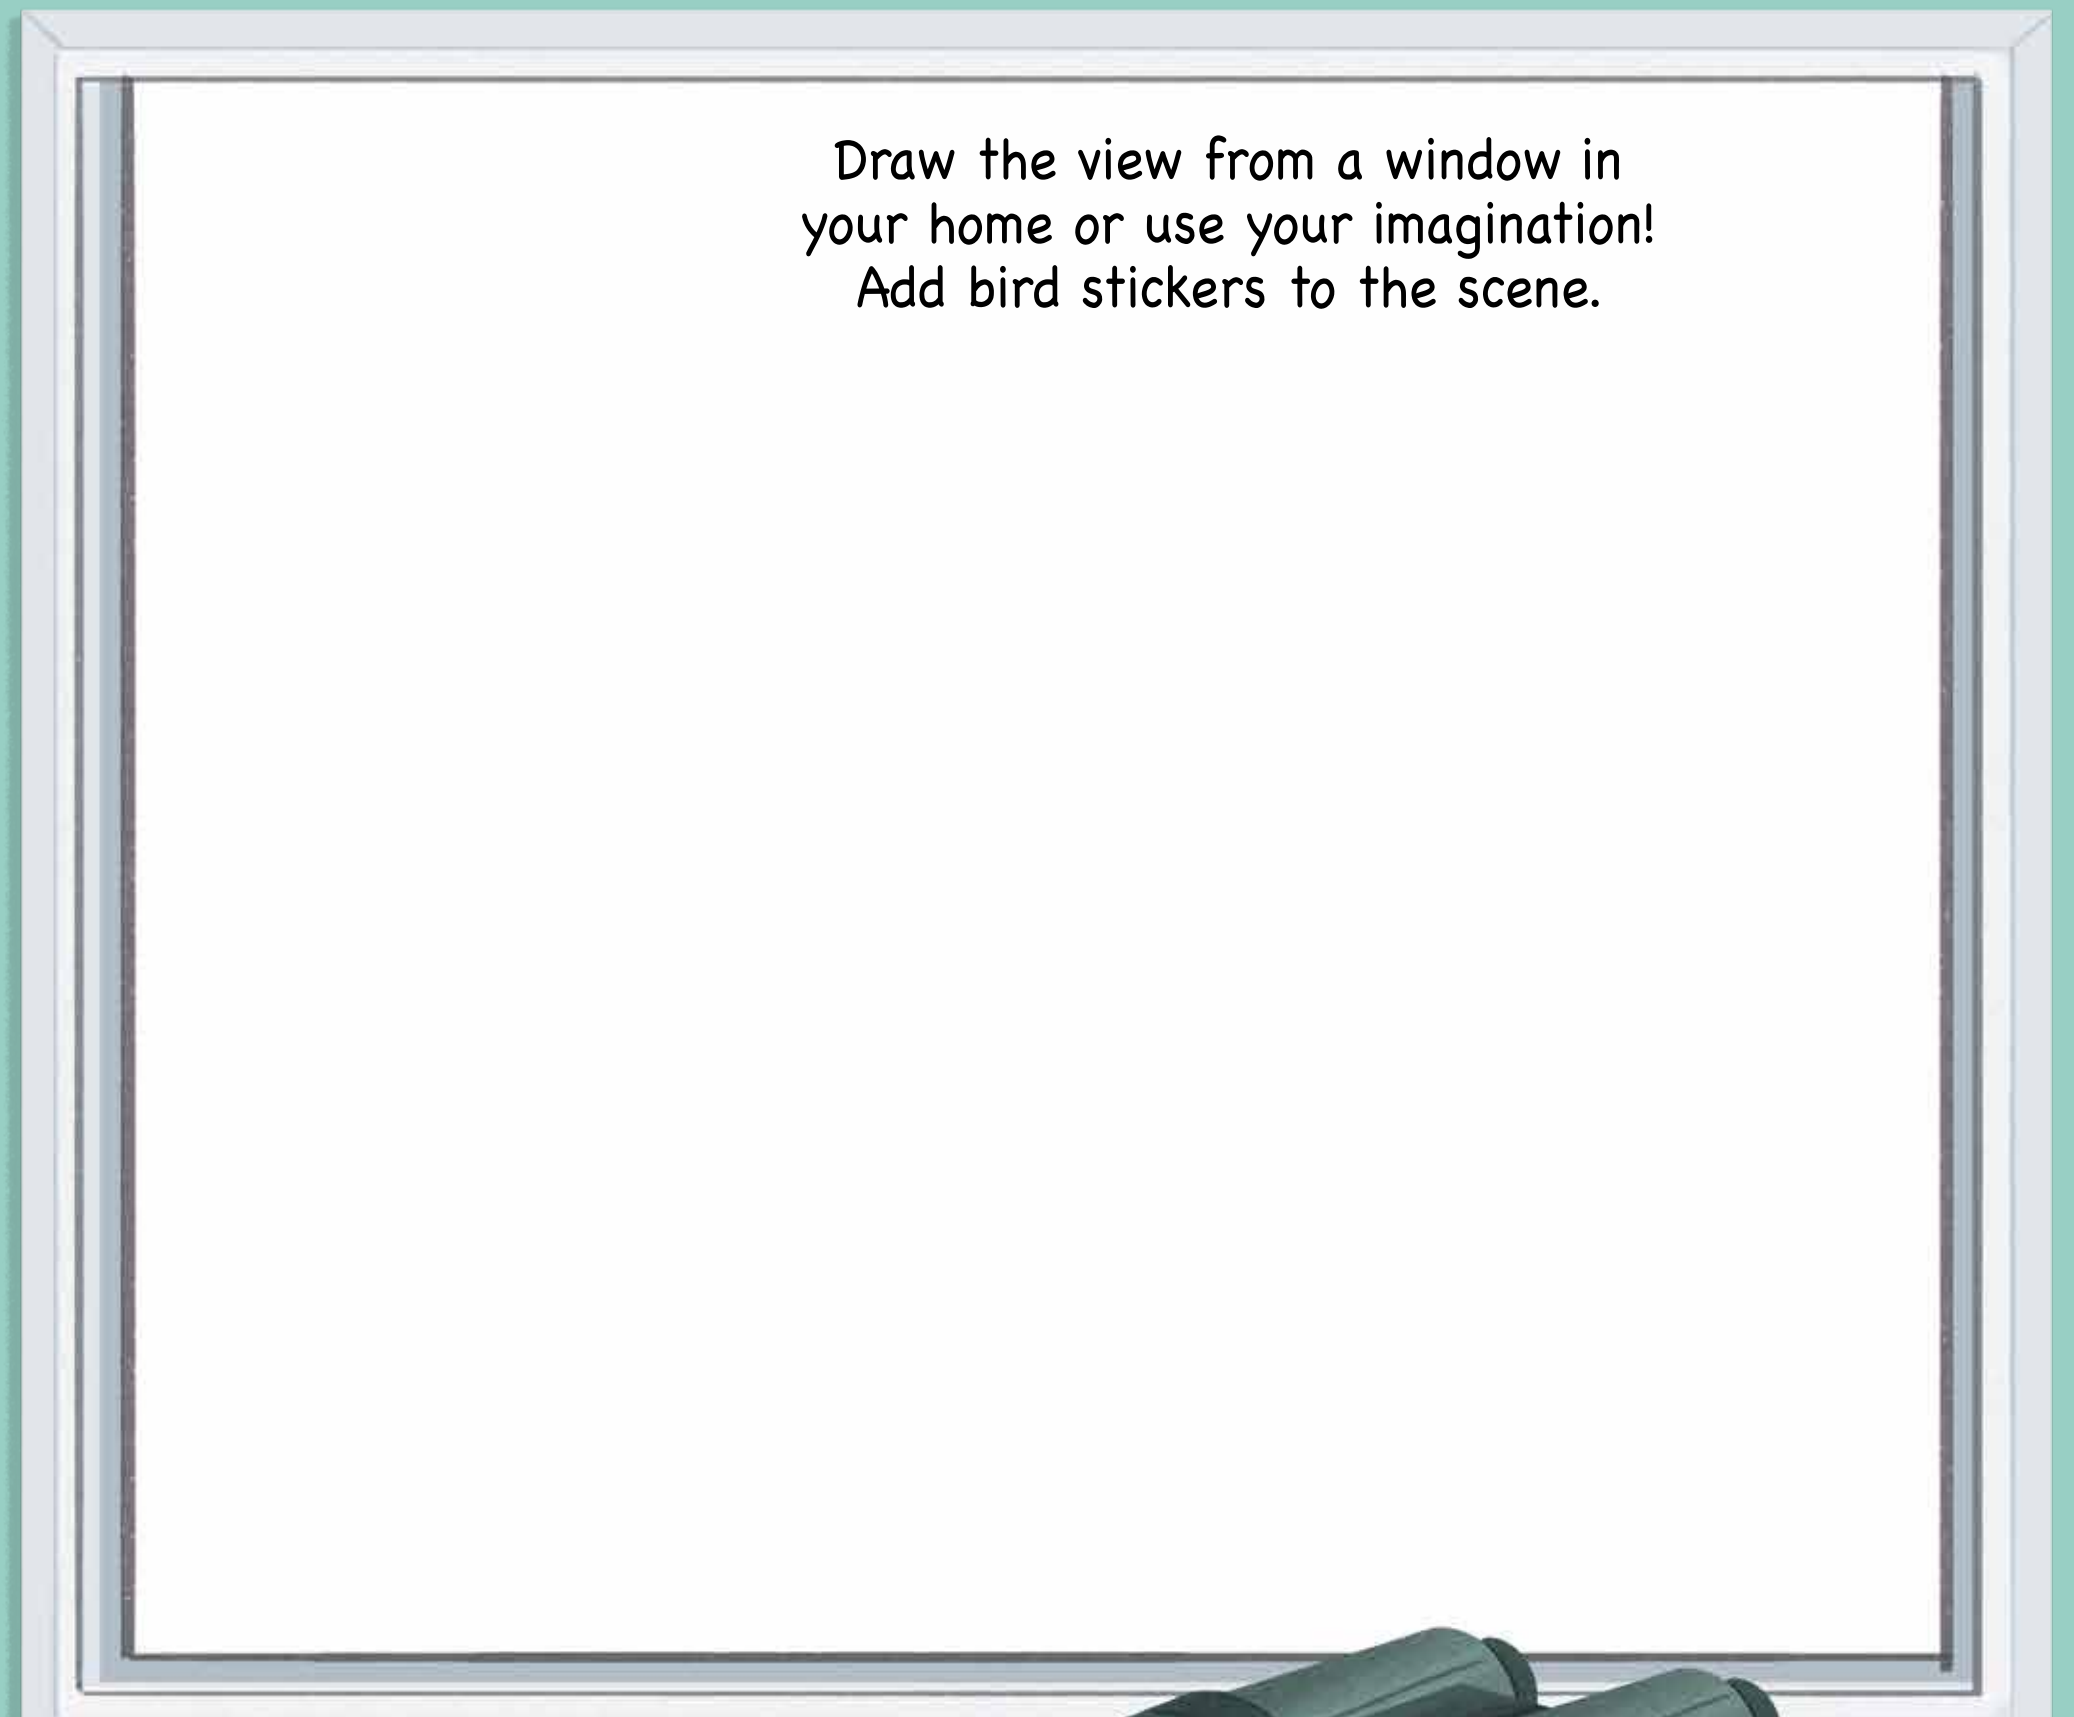 Draw the view from a window in
your home or use your imagination!
Add bird stickers to the scene.